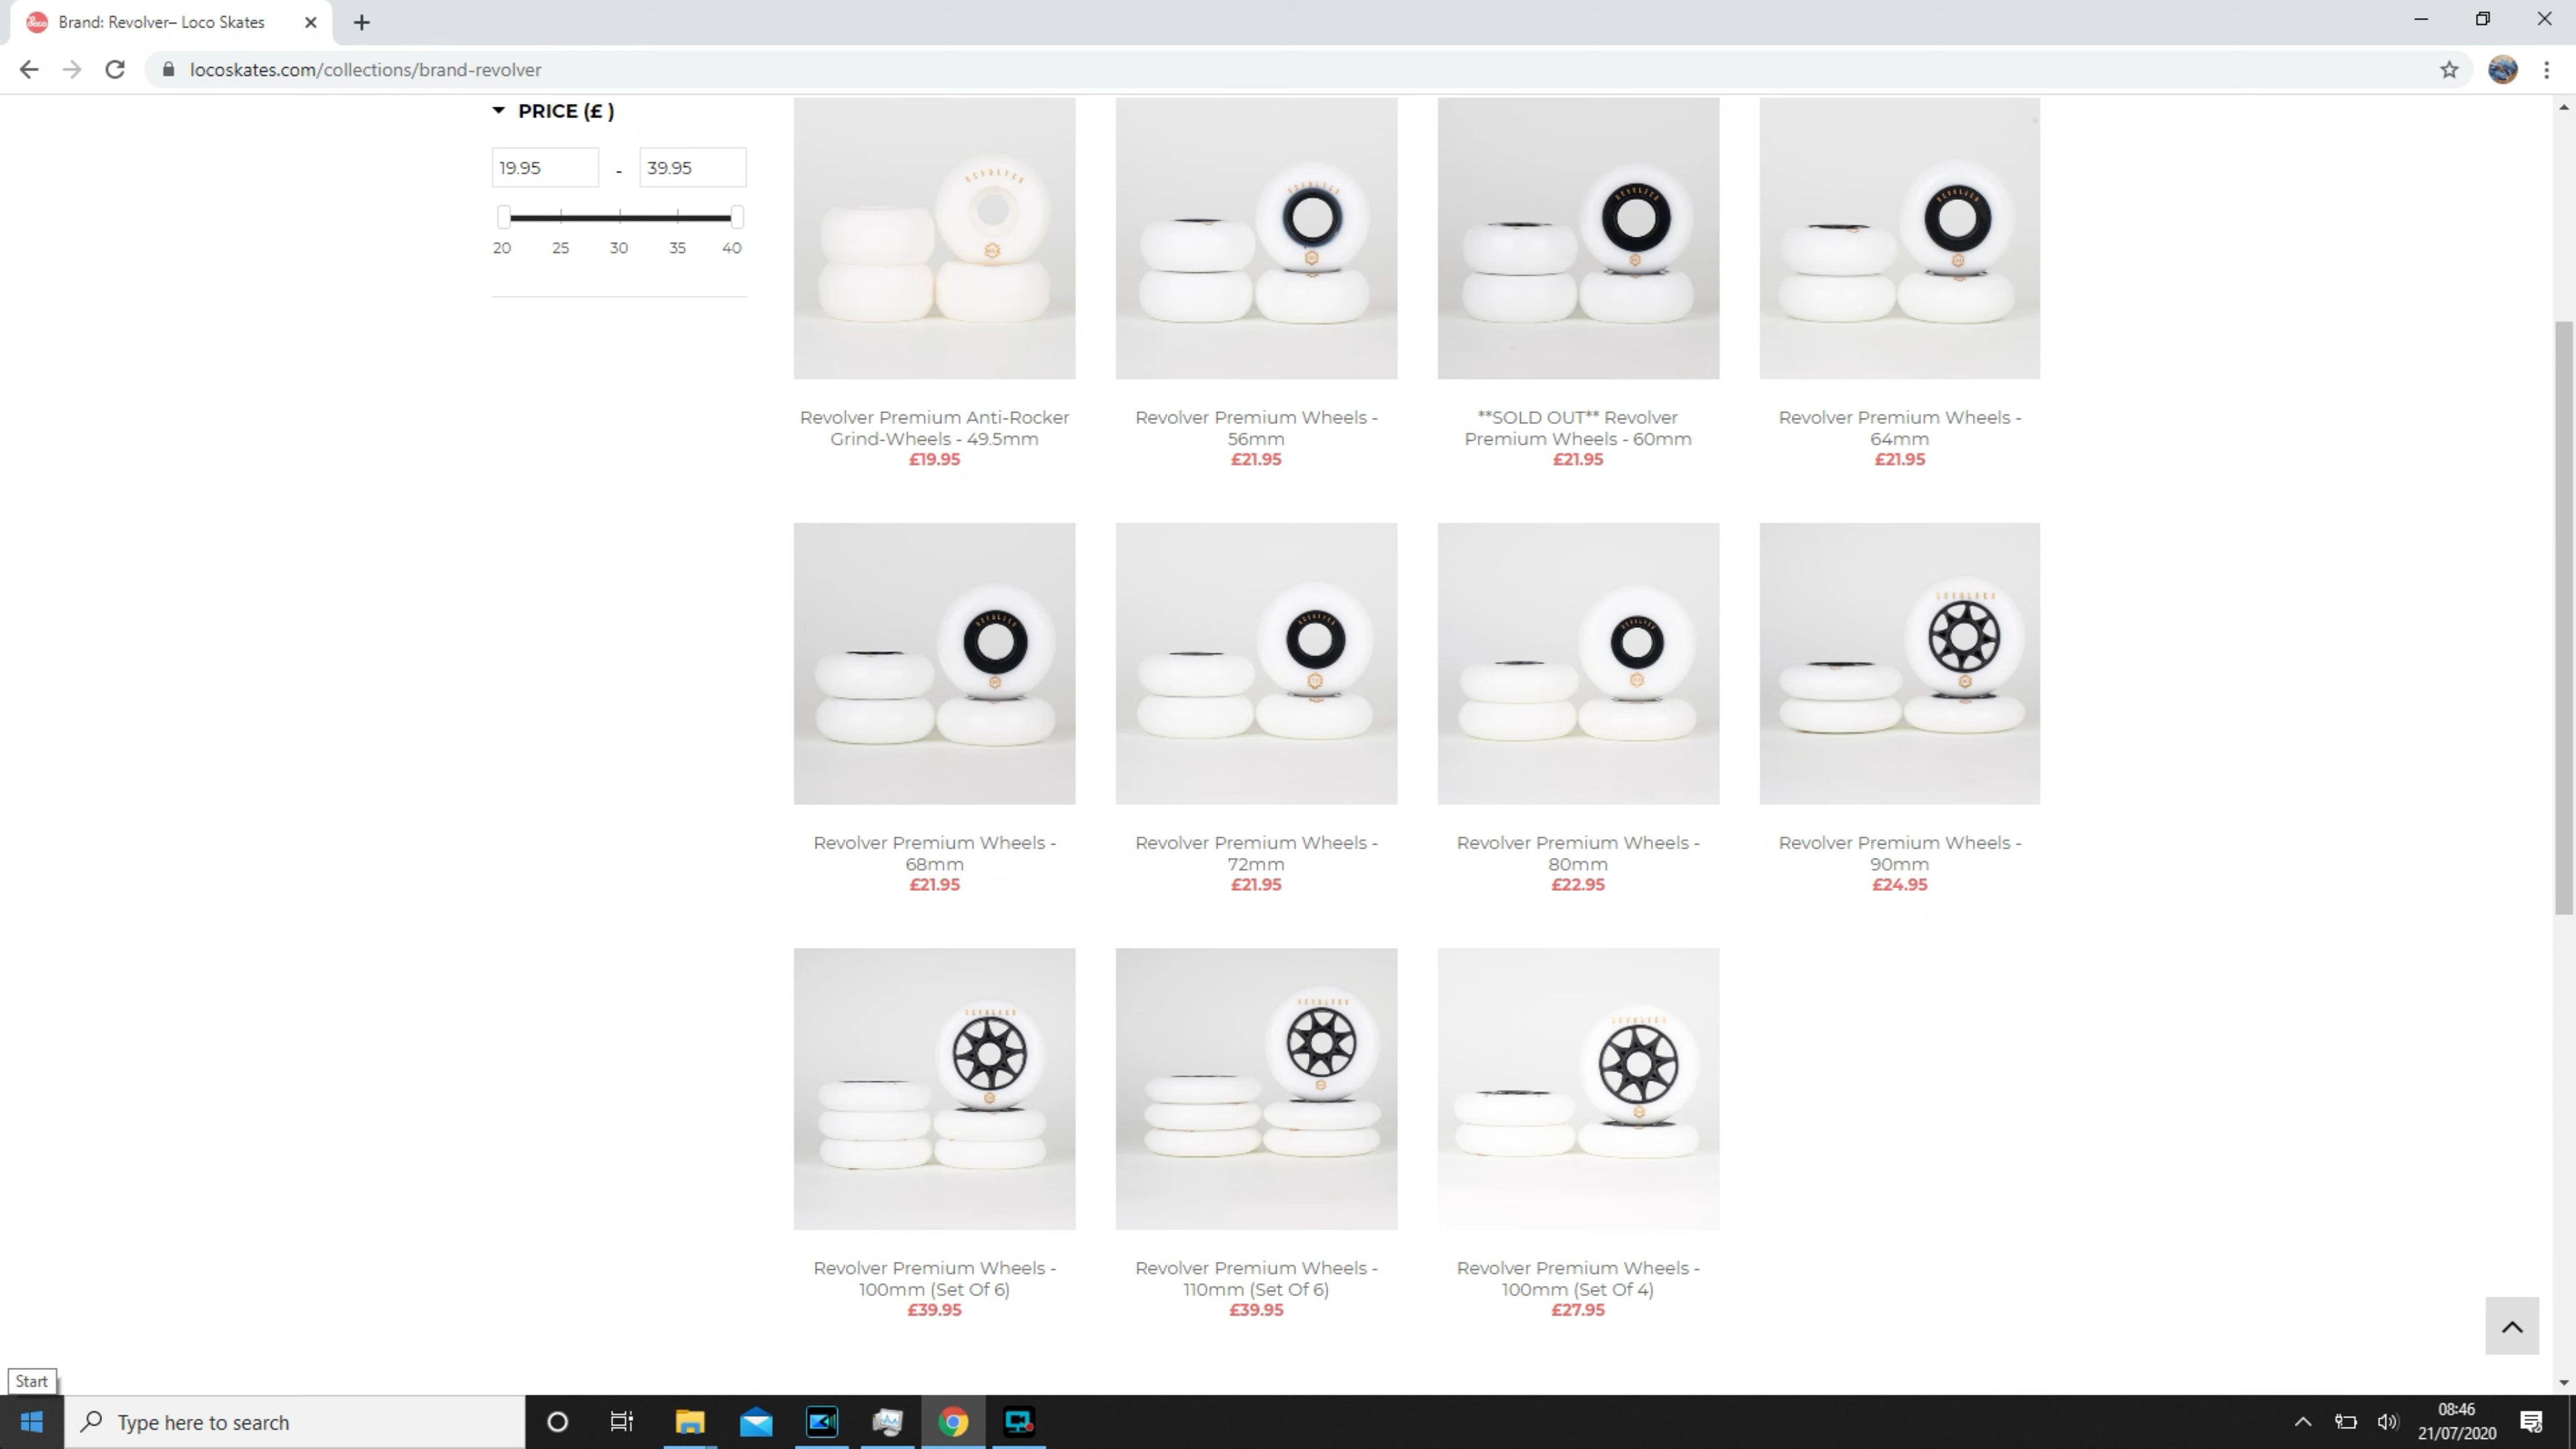 Brand: Revolver– Loco Skates
locoskates.com/collections/brand-revolver
PRICE (£ )
19.95 - 39.95
20 25 30 35 40
Revolver Premium Anti-Rocker
Grind-Wheels - 49.5mm
£19.95
Revolver Premium Wheels -
56mm
£21.95
**SOLD OUT** Revolver
Premium Wheels - 60mm
£21.95
Revolver Premium Wheels -
64mm
£21.95
Revolver Premium Wheels -
68mm
£21.95
Revolver Premium Wheels -
72mm
£21.95
Revolver Premium Wheels -
80mm
£22.95
Revolver Premium Wheels -
90mm
£24.95
Revolver Premium Wheels -
100mm (Set Of 6)
£39.95
Revolver Premium Wheels -
110mm (Set Of 6)
£39.95
Revolver Premium Wheels -
100mm (Set Of 4)
£27.95
Start
Type here to search
08:46
21/07/2020